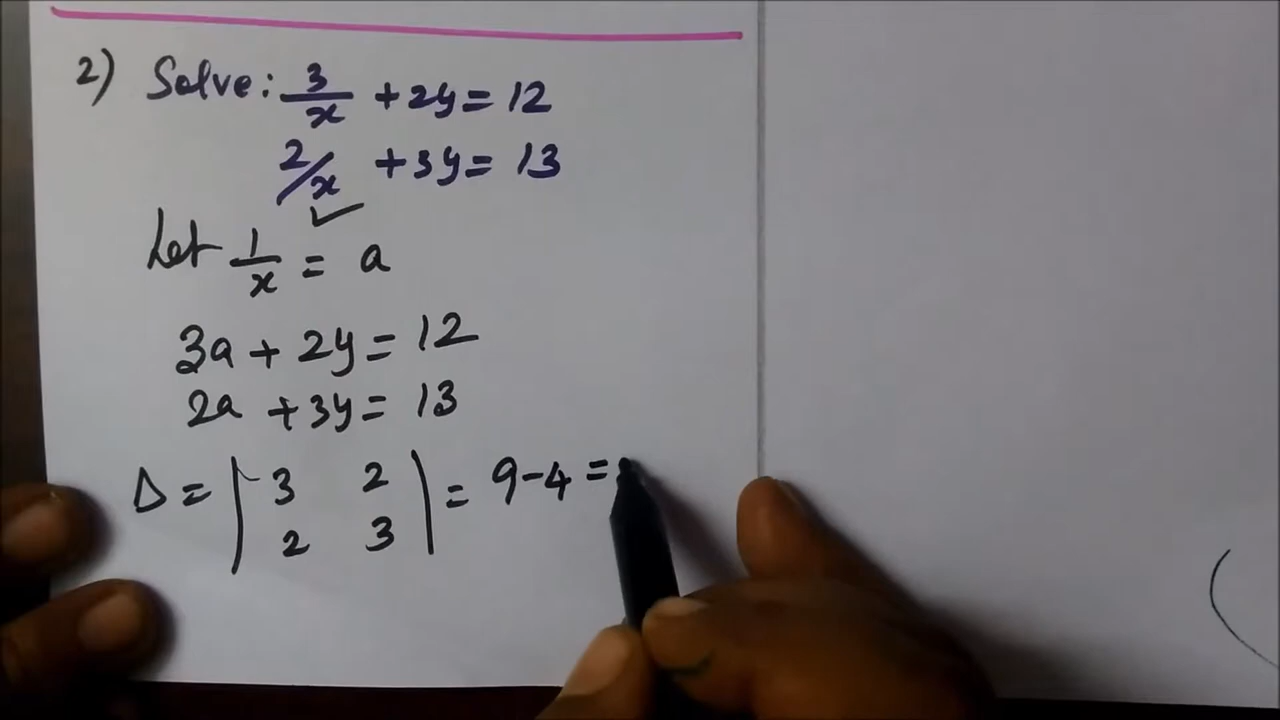 2) Solve: 3/x + 2y = 12
2/x + 3y = 13
Let 1/x = a
3a + 2y = 12
2a + 3y = 13
Δ = | 3 2 | = 9-4 =
2 3